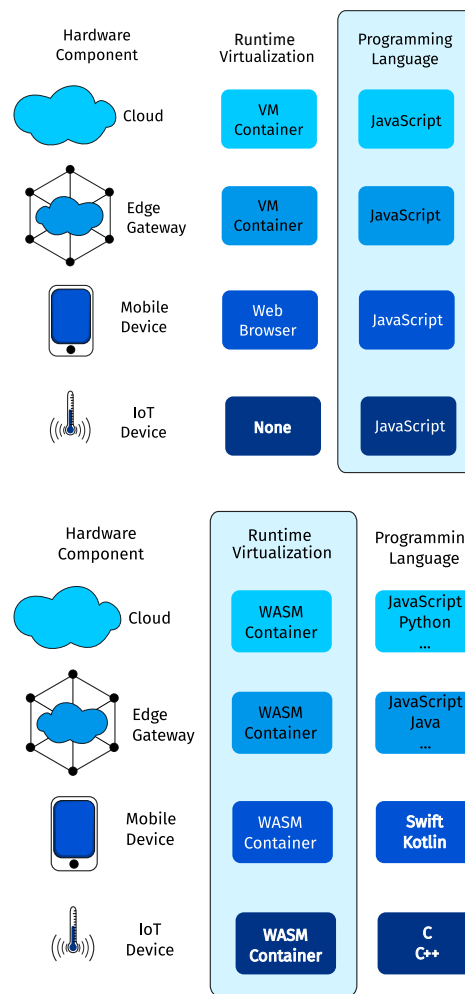 Hardware
Component
Runtime
Virtualization
Programming
Language
Cloud
VM
Container
JavaScript
Edge
Gateway
VM
Container
JavaScript
Mobile
Device
Web
Browser
JavaScript
IoT
Device
None
JavaScript
Hardware
Component
Runtime
Virtualization
Programming
Language
Cloud
WASM
Container
JavaScript
Python
...
Edge
Gateway
WASM
Container
JavaScript
Java
...
Mobile
Device
WASM
Container
Swift
Kotlin
IoT
Device
WASM
Container
C
C++